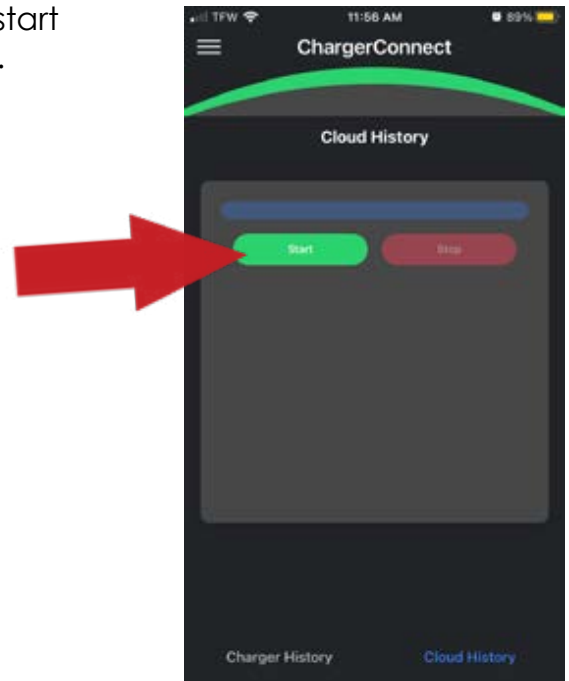 start
.
TFW 11:56 AM 89%
ChargerConnect
Cloud History
Start Stop
Charger History Cloud History